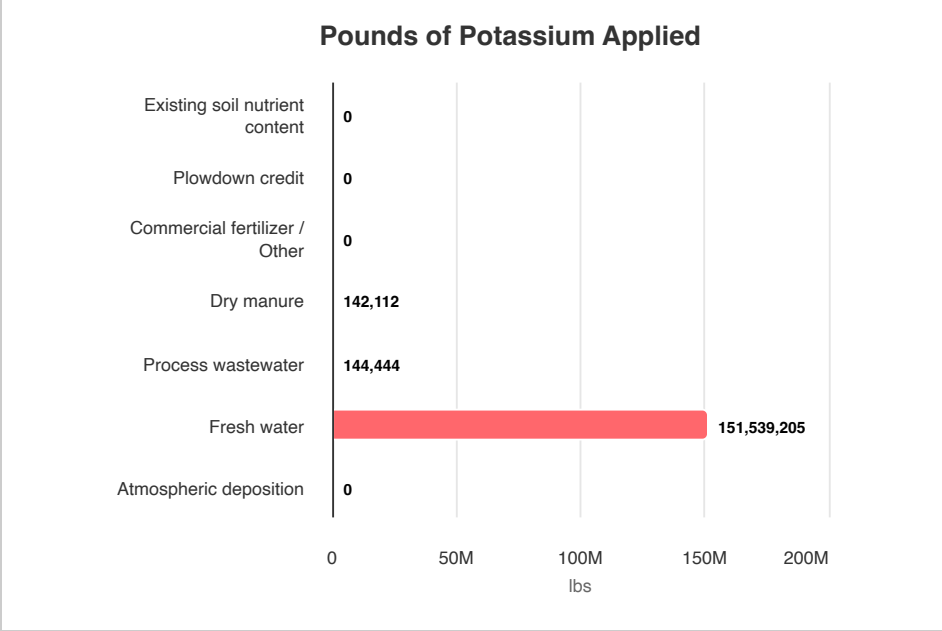 Pounds of Potassium Applied
Existing soil nutrient
content
0
Plowdown credit
0
Commercial fertilizer /
Other
0
Dry manure
142,112
Process wastewater
144,444
Fresh water
151,539,205
Atmospheric deposition
0
0 50M 100M 150M 200M
lbs